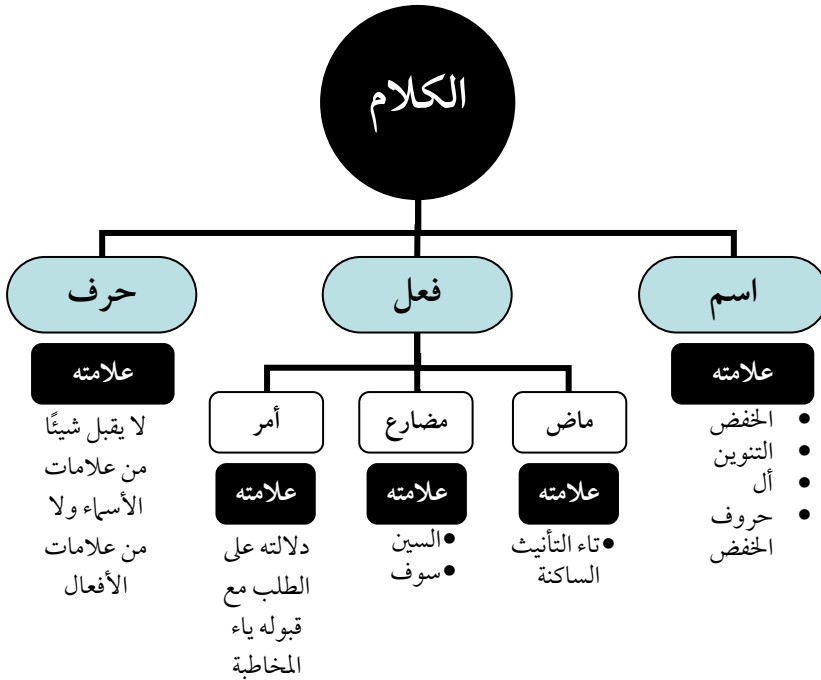 الكلام
اسم
فعل
حرف
علامته
• الخفض
• التنوين
• أل
• حروف
الخفض
ماض
علامته
• تاء التأنيث
الساكنة
مضارع
علامته
• السين
• سوف
أمر
علامته
دلالته على
الطلب مع
قبوله ياء
المخاطبة
علامته
لا يقبل شيئًا
من علامات
الأسماء ولا
من علامات
الأفعال